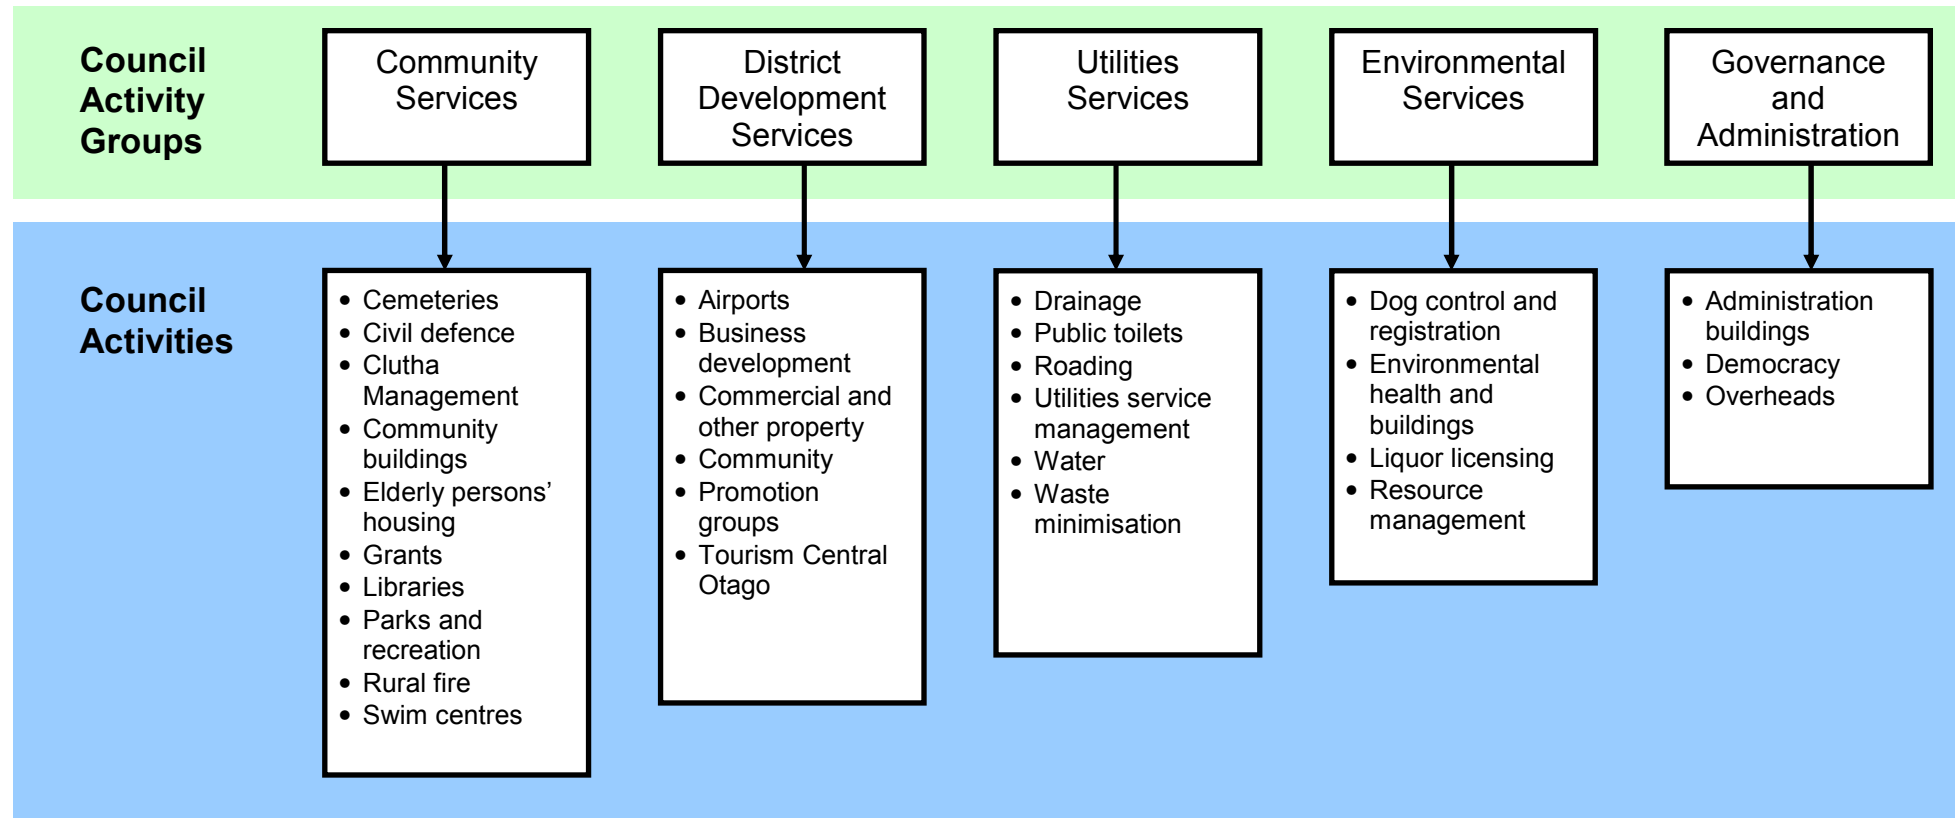 Council
Activity
Groups
Community
Services
District
Development
Services
Utilities
Services
Environmental
Services
Governance
and
Administration
Council
Activities
• Cemeteries
• Civil defence
• Clutha
Management
• Community
buildings
• Elderly persons’
housing
• Grants
• Libraries
• Parks and
recreation
• Rural fire
• Swim centres
• Airports
• Business
development
• Commercial and
other property
• Community
• Promotion
groups
• Tourism Central
Otago
• Drainage
• Public toilets
• Roading
• Utilities service
management
• Water
• Waste
minimisation
• Dog control and
registration
• Environmental
health and
buildings
• Liquor licensing
• Resource
management
• Administration
buildings
• Democracy
• Overheads